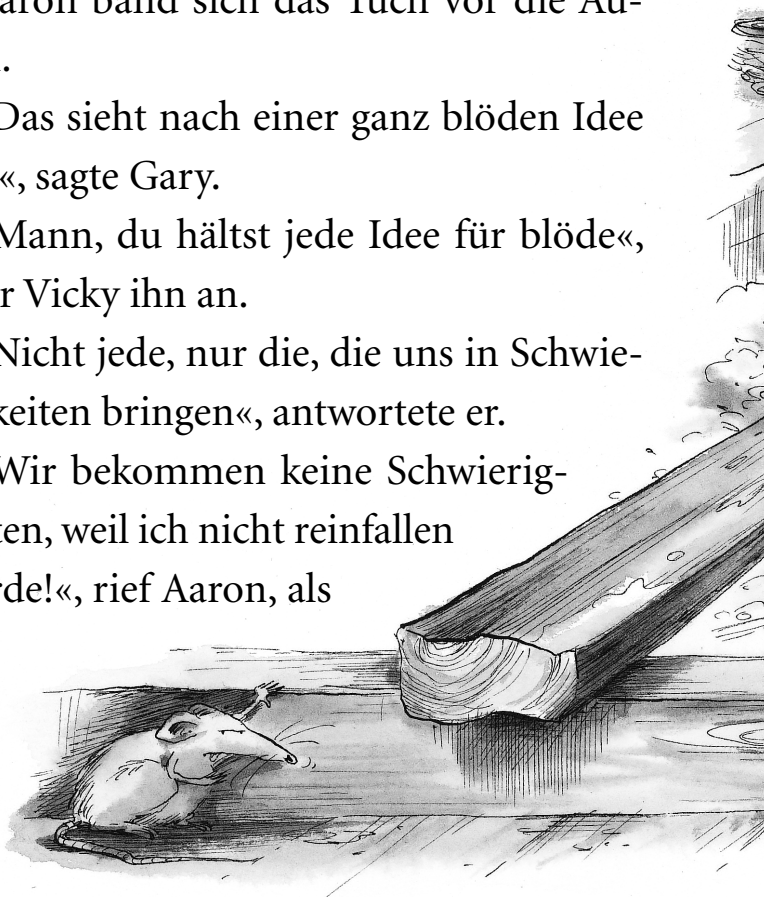 aron band sich das Tuch vor die Au-
.
Das sieht nach einer ganz blöden Idee
«, sagte Gary.
Mann, du hältst jede Idee für blöde«,
r Vicky ihn an.
Nicht jede, nur die, die uns in Schwie-
keiten bringen«, antwortete er.
Wir bekommen keine Schwierig-
ten, weil ich nicht reinfallen
rde!«, rief Aaron, als